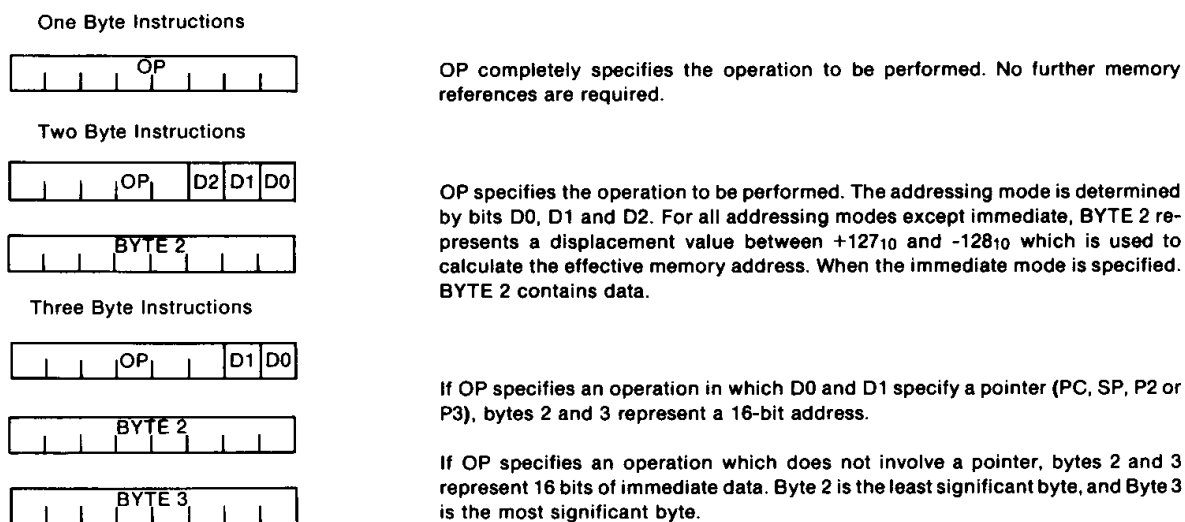 One Byte Instructions
OP
OP completely specifies the operation to be performed. No further memory
references are required.
Two Byte Instructions
OP D2 D1 D0
BYTE 2
OP specifies the operation to be performed. The addressing mode is determined
by bits D0, D1 and D2. For all addressing modes except immediate, BYTE 2 re-
presents a displacement value between +127₁₀ and -128₁₀ which is used to
calculate the effective memory address. When the immediate mode is specified.
BYTE 2 contains data.
Three Byte Instructions
OP D1 D0
BYTE 2
BYTE 3
If OP specifies an operation in which D0 and D1 specify a pointer (PC, SP, P2 or
P3), bytes 2 and 3 represent a 16-bit address.
If OP specifies an operation which does not involve a pointer, bytes 2 and 3
represent 16 bits of immediate data. Byte 2 is the least significant byte, and Byte 3
is the most significant byte.